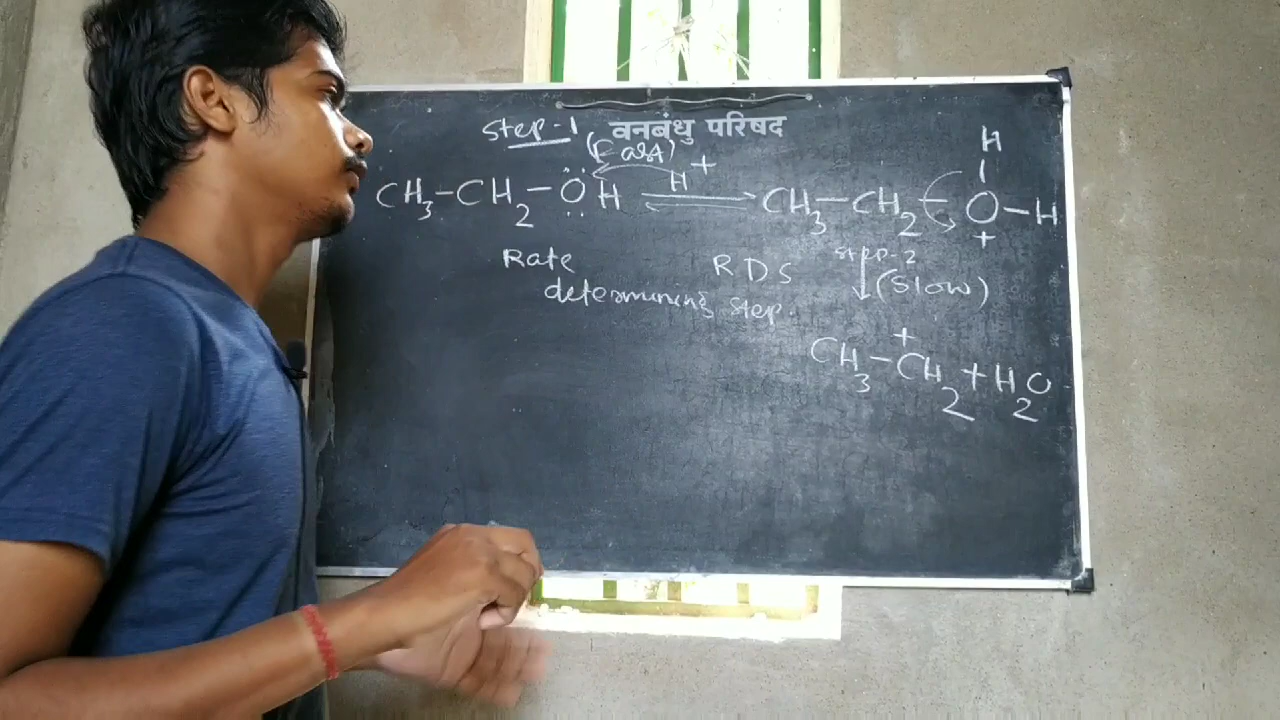 Step-1 वनबंधु परिषद
(Fast)
CH3-CH2-ÖH H+ ⇌ CH3-CH2-O+-H
H
Rate
determining step.
RDS
Step-2
(Slow)
CH3-C+H2+H2O